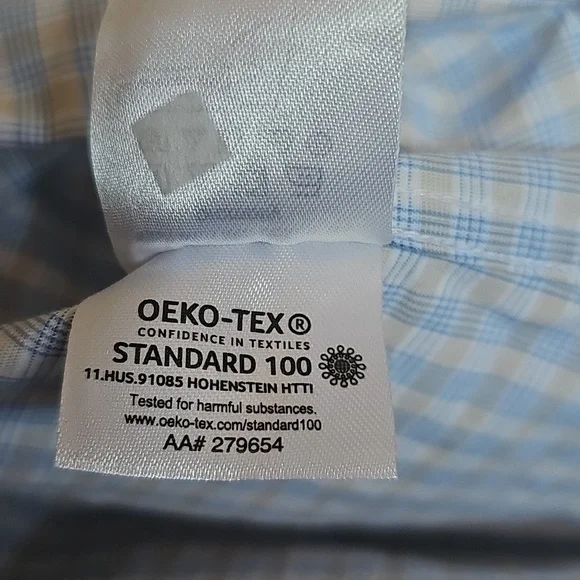 OEKO-TEX®
CONFIDENCE IN TEXTILES
STANDARD 100
11.HUS.91085 HOHENSTEIN HTTI
Tested for harmful substances.
www.oeko-tex.com/standard100
AA# 279654